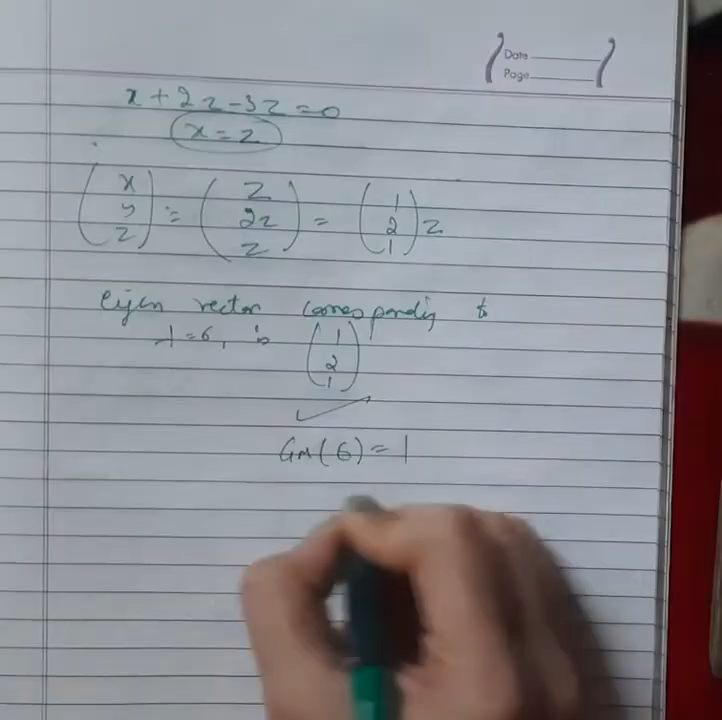 Date
Page
x + 2z - 3z = 0
x = z
(x y z) = (z 2z z) = (1 2 1) z
Eigen vector corresponding to
λ = 6, is (1 2 1)
GM(6) = 1